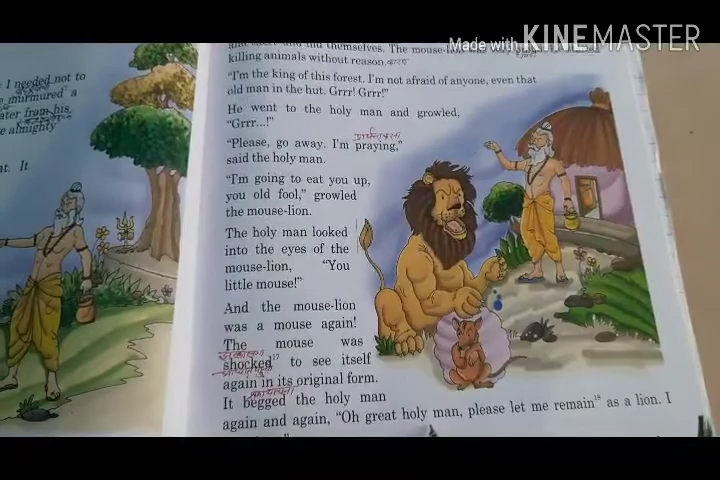 Made with KINEMASTER
: I needed not to
murmured a
ater from his
e almighty
at. It
themselves. The mouse-lion was very
killing animals without reason.
"I'm the king of this forest. I'm not afraid of anyone, even that
old man in the hut. Grrr! Grrr!"
He went to the holy man and growled,
"Grrr...!"
"Please, go away. I'm praying,"
said the holy man.
"I'm going to eat you up,
you old fool," growled
the mouse-lion.
The holy man looked
into the eyes of the
mouse-lion, "You
little mouse!"
And the mouse-lion
was a mouse again!
The mouse was
shocked¹⁷ to see itself
again in its original form.
It begged the holy man
again and again, "Oh great holy man, please let me remain¹⁸ as a lion. I